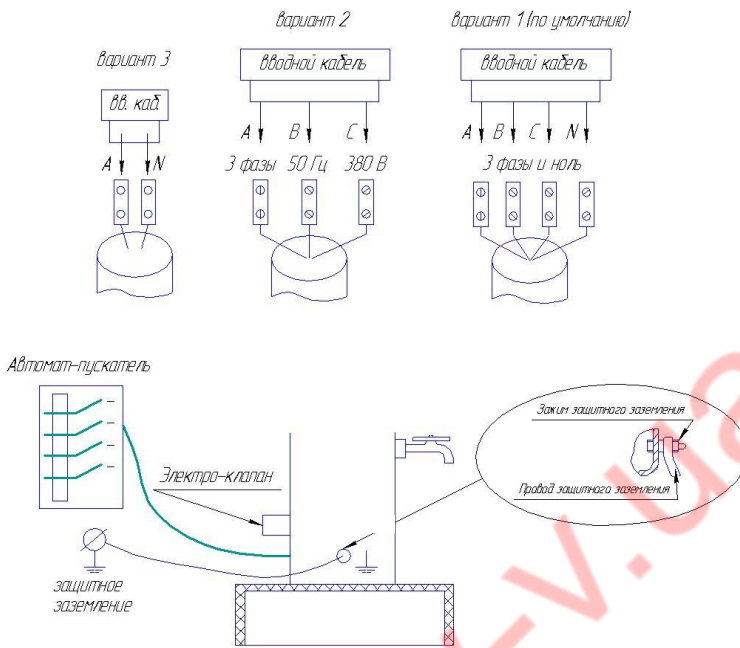 вариант 3
вв. каб.
A N
вариант 2
вводной кабель
A B C
3 фазы 50 Гц 380 В
вариант 1 (по умолчанию)
вводной кабель
A B C N
3 фазы и ноль
Автомат-пускатель
Электро-клапан
защитное
заземление
Зажим защитного заземления
Провод защитного заземления
-v.ua